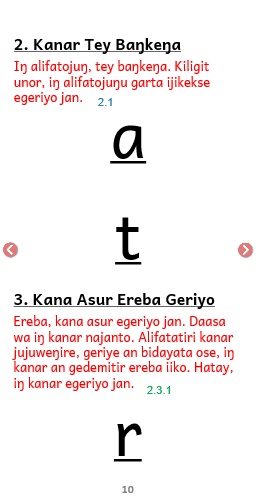 2. Kanar Tey Baŋkeŋa
Iŋ alifatojuŋ, tey baŋkeŋa. Kiligit
unor, iŋ alifatojuŋu garta ijikekse
egeriyo jan. 2.1
a
t
3. Kana Asur Ereba Geriyo
Ereba, kana asur egeriyo jan. Daasa
wa iŋ kanar najanto. Alifatatiri kanar
jujuweŋire, geriye an bidayata ose, iŋ
kanar an gedemitir ereba iiko. Hatay,
iŋ kanar egeriyo jan. 2.3.1
r
10